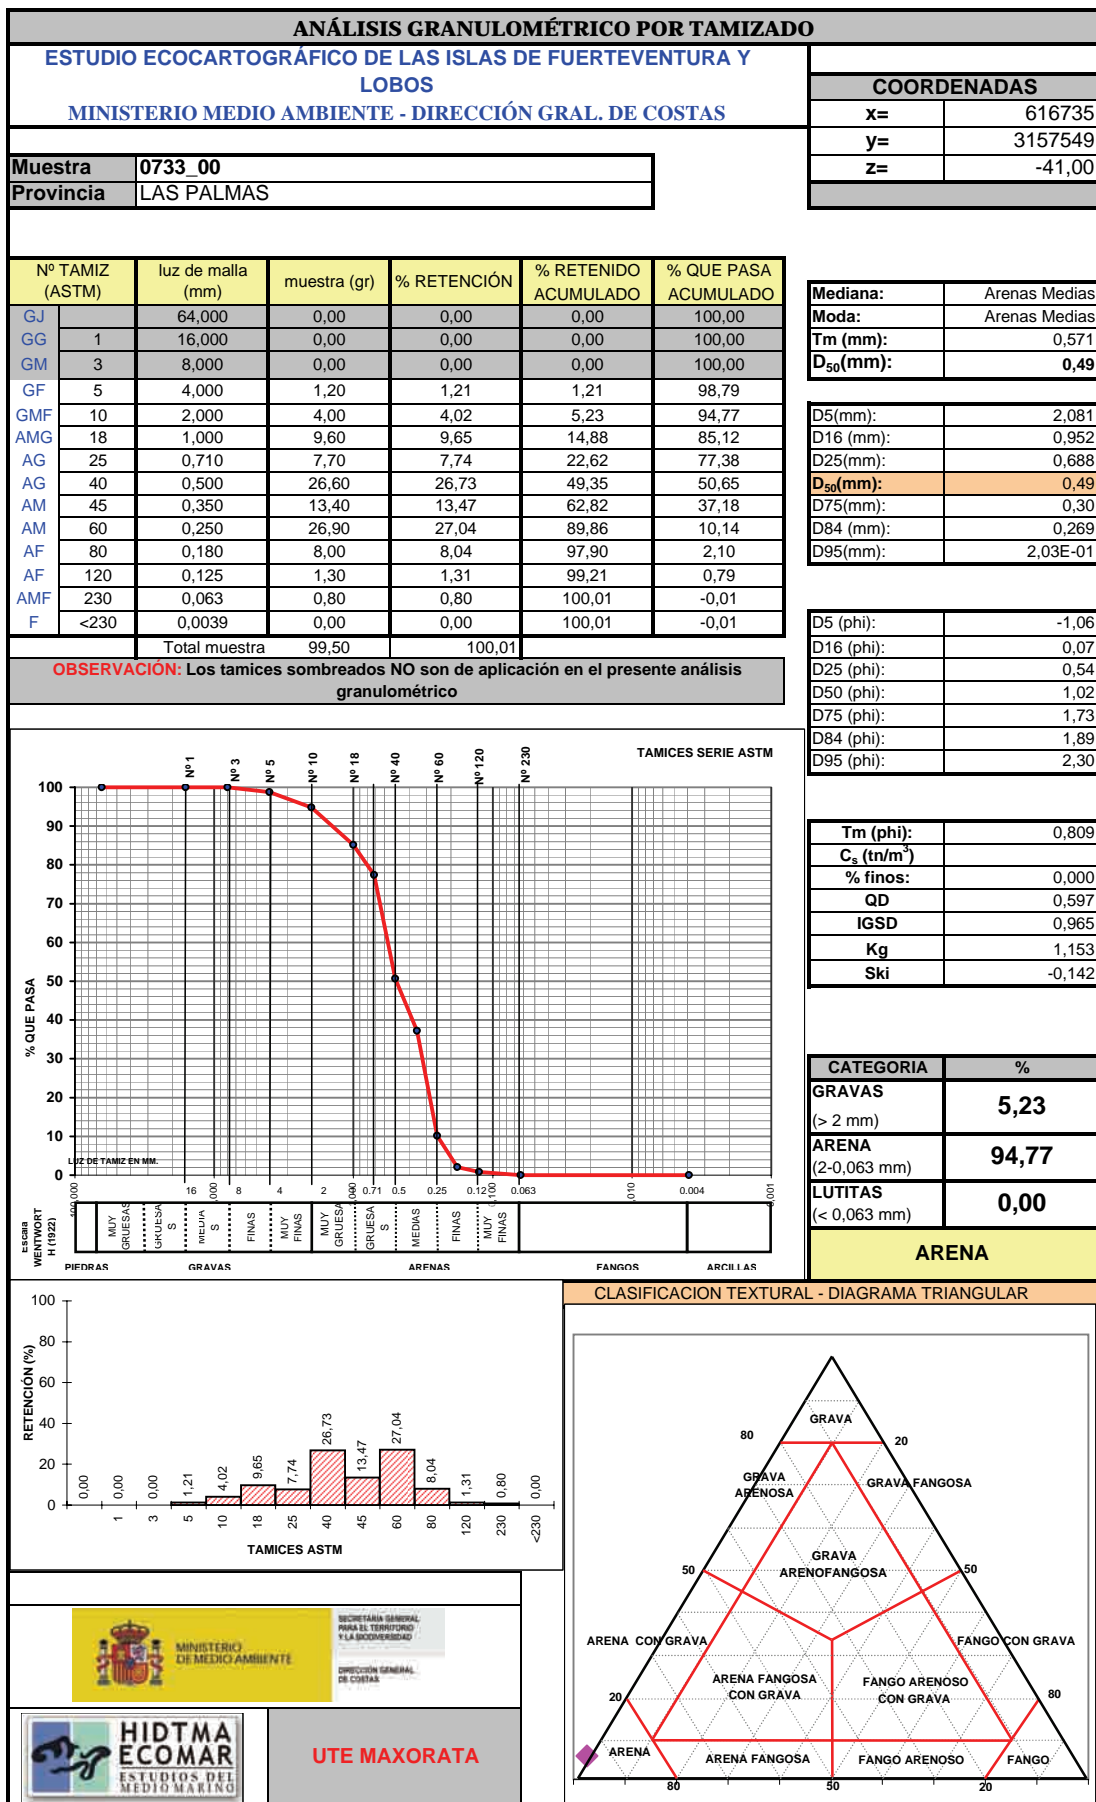 ANÁLISIS GRANULOMÉTRICO POR TAMIZADO
ESTUDIO ECOCARTOGRÁFICO DE LAS ISLAS DE FUERTEVENTURA Y
LOBOS
MINISTERIO MEDIO AMBIENTE - DIRECCIÓN GRAL. DE COSTAS
COORDENADAS
x= 616735
y= 3157549
z= -41,00
Muestra 0733_00
Provincia LAS PALMAS
Nº TAMIZ (ASTM) luz de malla (mm) muestra (gr) % RETENCIÓN % RETENIDO ACUMULADO % QUE PASA ACUMULADO
GJ 64,000 0,00 0,00 0,00 100,00
GG 1 16,000 0,00 0,00 0,00 100,00
GM 3 8,000 0,00 0,00 0,00 100,00
GF 5 4,000 1,20 1,21 1,21 98,79
GMF 10 2,000 4,00 4,02 5,23 94,77
AMG 18 1,000 9,60 9,65 14,88 85,12
AG 25 0,710 7,70 7,74 22,62 77,38
AG 40 0,500 26,60 26,73 49,35 50,65
AM 45 0,350 13,40 13,47 62,82 37,18
AM 60 0,250 26,90 27,04 89,86 10,14
AF 80 0,180 8,00 8,04 97,90 2,10
AF 120 0,125 1,30 1,31 99,21 0,79
AMF 230 0,063 0,80 0,80 100,01 -0,01
F <230 0,0039 0,00 0,00 100,01 -0,01
Total muestra 99,50 100,01
OBSERVACIÓN: Los tamices sombreados NO son de aplicación en el presente análisis
granulométrico
Mediana: Arenas Medias
Moda: Arenas Medias
Tm (mm): 0,571
D50(mm): 0,49
D5(mm): 2,081
D16 (mm): 0,952
D25(mm): 0,688
D50(mm): 0,49
D75(mm): 0,30
D84 (mm): 0,269
D95(mm): 2,03E-01
D5 (phi): -1,06
D16 (phi): 0,07
D25 (phi): 0,54
D50 (phi): 1,02
D75 (phi): 1,73
D84 (phi): 1,89
D95 (phi): 2,30
Tm (phi): 0,809
Cs (tn/m3)
% finos: 0,000
QD 0,597
IGSD 0,965
Kg 1,153
Ski -0,142
CATEGORIA %
GRAVAS
(> 2 mm) 5,23
ARENA
(2-0,063 mm) 94,77
LUTITAS
(< 0,063 mm) 0,00
ARENA
TAMICES SERIE ASTM
Nº 1 Nº 3 Nº 5 Nº 10 Nº 18 Nº 40 Nº 60 Nº 120 Nº 230
% QUE PASA
100
90
80
70
60
50
40
30
20
10
0
LUZ DE TAMIZ EN MM.
16 8 4 2 0.71 0.5 0.25 0.12 0.063 0.004
Escala
WENTWORT
H (1922)
MUY GRUESAS GRUESA S MEDIA S FINAS MUY FINAS MUY GRUESA GRUESA S MEDIAS FINAS MUY FINAS
PIEDRAS GRAVAS ARENAS FANGOS ARCILLAS
RETENCIÓN (%)
100
80
60
40
20
0
0,00 0,00 0,00 1,21 4,02 9,65 7,74 26,73 13,47 27,04 8,04 1,31 0,80 0,00
1 3 5 10 18 25 40 45 60 80 120 230 <230
TAMICES ASTM
CLASIFICACION TEXTURAL - DIAGRAMA TRIANGULAR
GRAVA
80 20
GRAVA
ARENOSA
GRAVA FANGOSA
GRAVA
ARENOFANGOSA
50 50
ARENA CON GRAVA
FANGO CON GRAVA
ARENA FANGOSA
CON GRAVA
FANGO ARENOSO
CON GRAVA
20 80
ARENA ARENA FANGOSA FANGO ARENOSO FANGO
80 50 20
MINISTERIO
DE MEDIO AMBIENTE
SECRETARÍA GENERAL
PARA EL TERRITORIO
Y LA BIODIVERSIDAD
DIRECCIÓN GENERAL
DE COSTAS
HIDTMA
ECOMAR
ESTUDIOS DEL
MEDIO MARINO
UTE MAXORATA